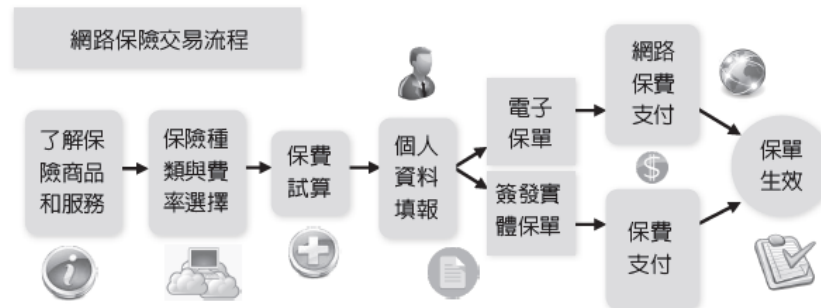 網路保險交易流程
了解保
險商品
和服務
保險種
類與費
率選擇
保費
試算
個人
資料
填報
電子
保單
網路
保費
支付
簽發實
體保單
$
保費
支付
保單
生效